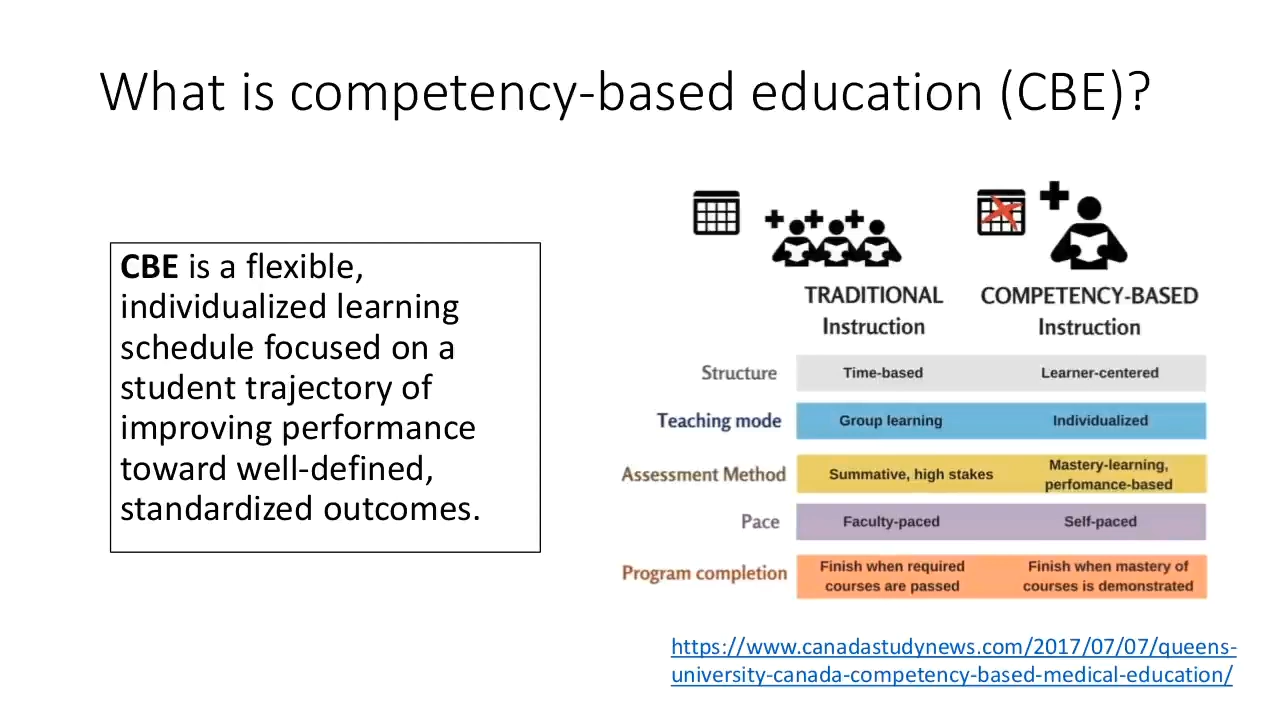 What is competency-based education (CBE)?
CBE is a flexible,
individualized learning
schedule focused on a
student trajectory of
improving performance
toward well-defined,
standardized outcomes.
TRADITIONAL
Instruction
COMPETENCY-BASED
Instruction
Structure
Time-based
Learner-centered
Teaching mode
Group learning
Individualized
Assessment Method
Summative, high stakes
Mastery-learning,
perfomance-based
Pace
Faculty-paced
Self-paced
Program completion
Finish when required
courses are passed
Finish when mastery of
courses is demonstrated
https://www.canadastudynews.com/2017/07/07/queens-
university-canada-competency-based-medical-education/